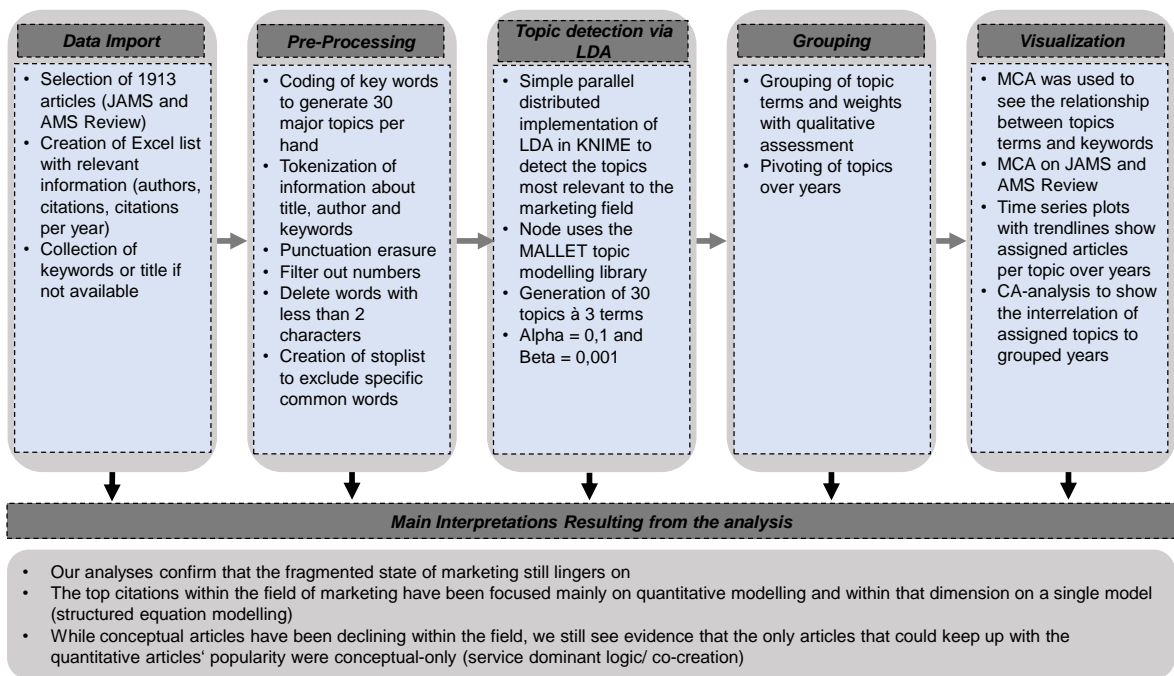 Data Import
• Selection of 1913
articles (JAMS and
AMS Review)
• Creation of Excel list
with relevant
information (authors,
citations, citations
per year)
• Collection of
keywords or title if
not available
Pre-Processing
• Coding of key words
to generate 30
major topics per
hand
• Tokenization of
information about
title, author and
keywords
• Punctuation erasure
• Filter out numbers
• Delete words with
less than 2
characters
• Creation of stoplist
to exclude specific
common words
Topic detection via
LDA
• Simple parallel
distributed
implementation of
LDA in KNIME to
detect the topics
most relevant to the
marketing field
• Node uses the
MALLET topic
modelling library
• Generation of 30
topics à 3 terms
• Alpha = 0,1 and
Beta = 0,001
Grouping
• Grouping of topic
terms and weights
with qualitative
assessment
• Pivoting of topics
over years
Visualization
• MCA was used to
see the relationship
between topics
terms and keywords
• MCA on JAMS and
AMS Review
• Time series plots
with trendlines show
assigned articles
per topic over years
• CA-analysis to show
the interrelation of
assigned topics to
grouped years
Main Interpretations Resulting from the analysis
• Our analyses confirm that the fragmented state of marketing still lingers on
• The top citations within the field of marketing have been focused mainly on quantitative modelling and within that dimension on a single model
(structured equation modelling)
• While conceptual articles have been declining within the field, we still see evidence that the only articles that could keep up with the
quantitative articles‘ popularity were conceptual-only (service dominant logic/ co-creation)